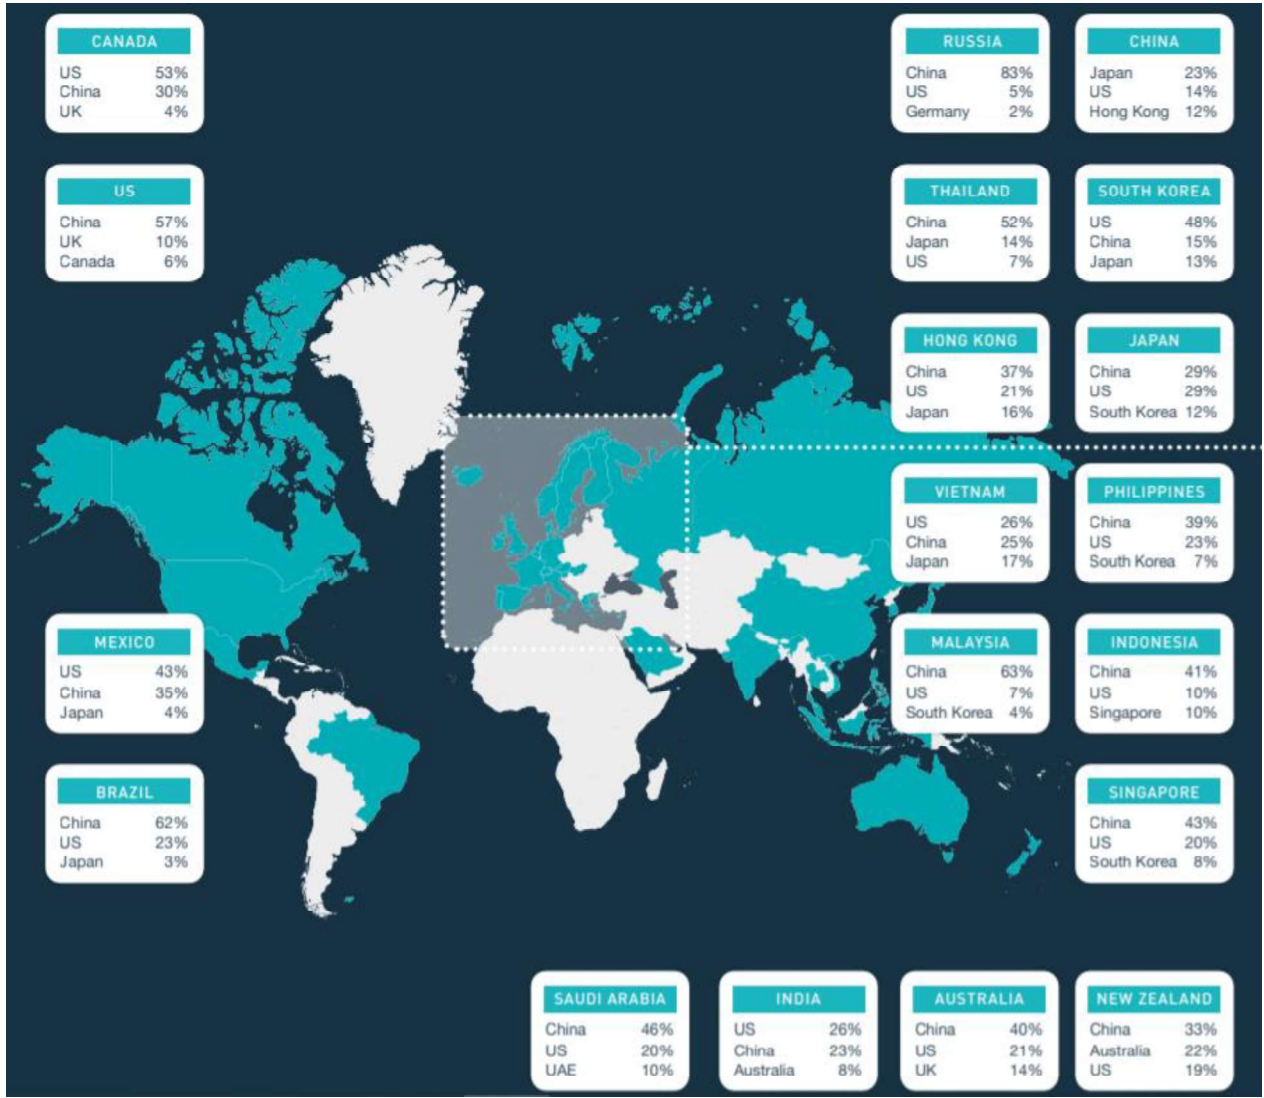 CANADA
US 53%
China 30%
UK 4%
US
China 57%
UK 10%
Canada 6%
MEXICO
US 43%
China 35%
Japan 4%
BRAZIL
China 62%
US 23%
Japan 3%
RUSSIA
China 83%
US 5%
Germany 2%
CHINA
Japan 23%
US 14%
Hong Kong 12%
THAILAND
China 52%
Japan 14%
US 7%
SOUTH KOREA
US 48%
China 15%
Japan 13%
HONG KONG
China 37%
US 21%
Japan 16%
JAPAN
China 29%
US 29%
South Korea 12%
VIETNAM
US 26%
China 25%
Japan 17%
PHILIPPINES
China 39%
US 23%
South Korea 7%
MALAYSIA
China 63%
US 7%
South Korea 4%
INDONESIA
China 41%
US 10%
Singapore 10%
SINGAPORE
China 43%
US 20%
South Korea 8%
SAUDI ARABIA
China 46%
US 20%
UAE 10%
INDIA
US 26%
China 23%
Australia 8%
AUSTRALIA
China 40%
US 21%
UK 14%
NEW ZEALAND
China 33%
Australia 22%
US 19%